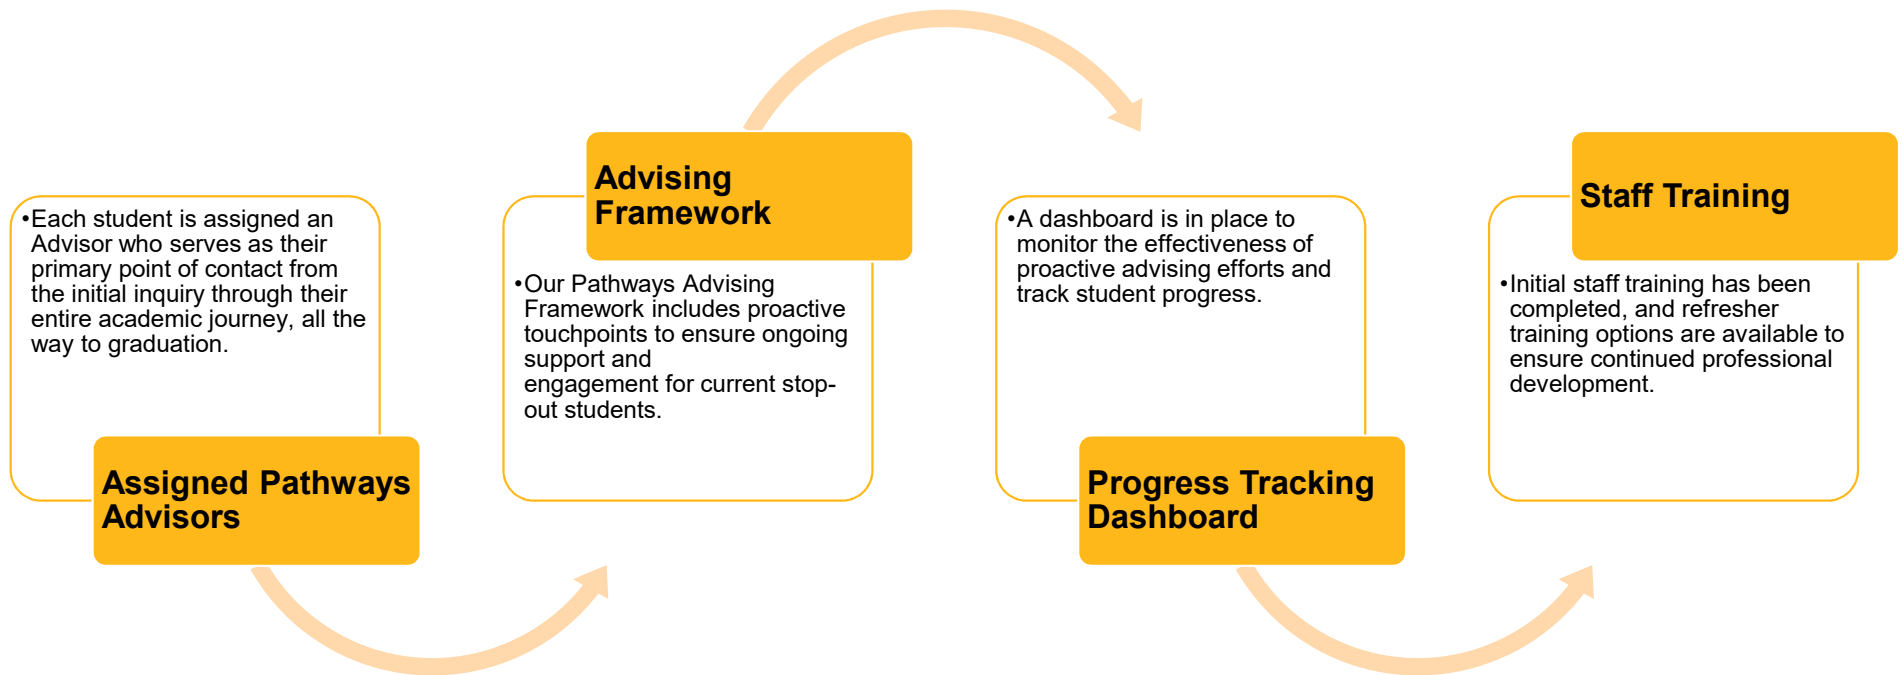 •Each student is assigned an
Advisor who serves as their
primary point of contact from
the initial inquiry through their
entire academic journey, all the
way to graduation.
Assigned Pathways
Advisors
Advising
Framework
•Our Pathways Advising
Framework includes proactive
touchpoints to ensure ongoing
support and
engagement for current stop-
out students.
•A dashboard is in place to
monitor the effectiveness of
proactive advising efforts and
track student progress.
Progress Tracking
Dashboard
Staff Training
•Initial staff training has been
completed, and refresher
training options are available to
ensure continued professional
development.